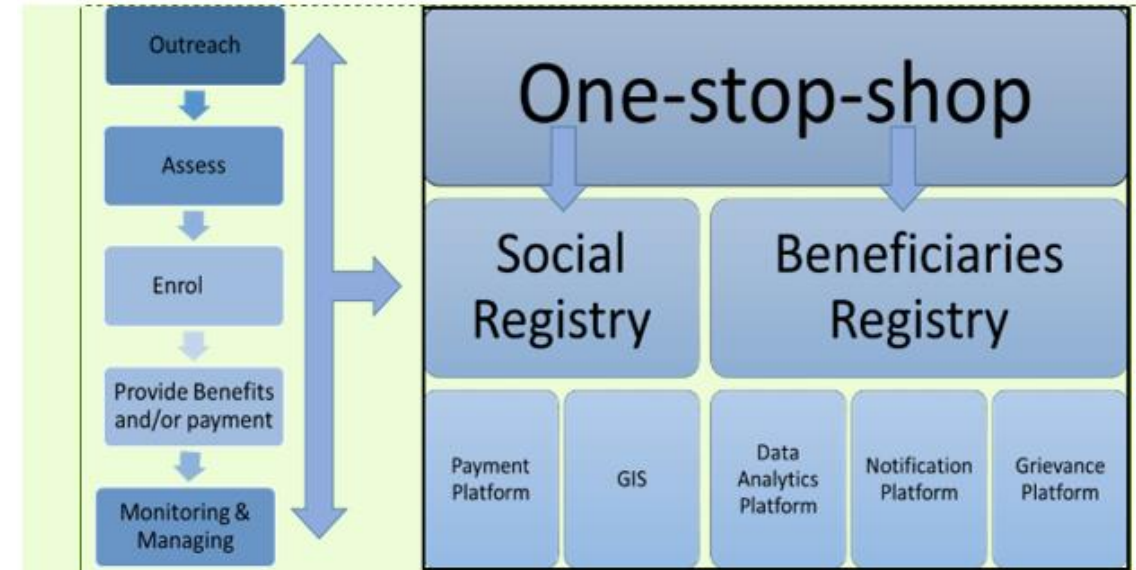 Outreach
Assess
Enrol
Provide Benefits
and/or payment
Monitoring &
Managing
One-stop-shop
Social
Registry
Beneficiaries
Registry
Payment
Platform
GIS
Data
Analytics
Platform
Notification
Platform
Grievance
Platform